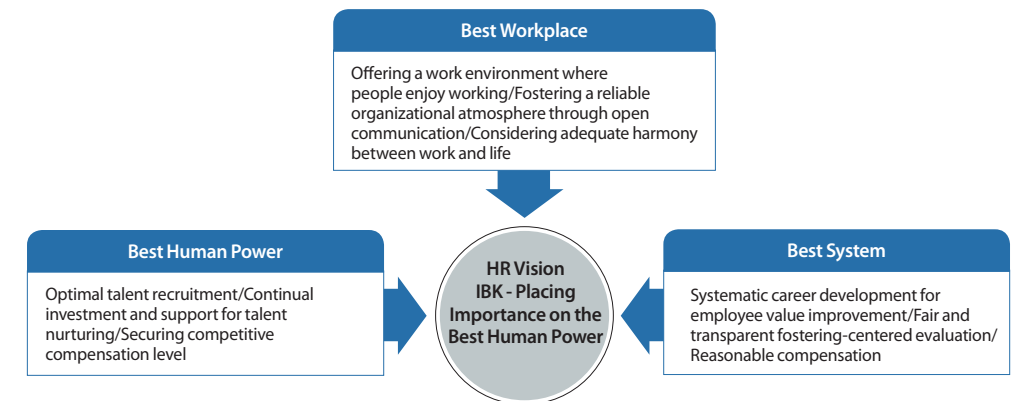 Best Workplace
Offering a work environment where
people enjoy working/Fostering a reliable
organizational atmosphere through open
communication/Considering adequate harmony
between work and life
Best Human Power
Optimal talent recruitment/Continual
investment and support for talent
nurturing/Securing competitive
compensation level
HR Vision
IBK - Placing
Importance on the
Best Human Power
Best System
Systematic career development for
employee value improvement/Fair and
transparent fostering-centered evaluation/
Reasonable compensation